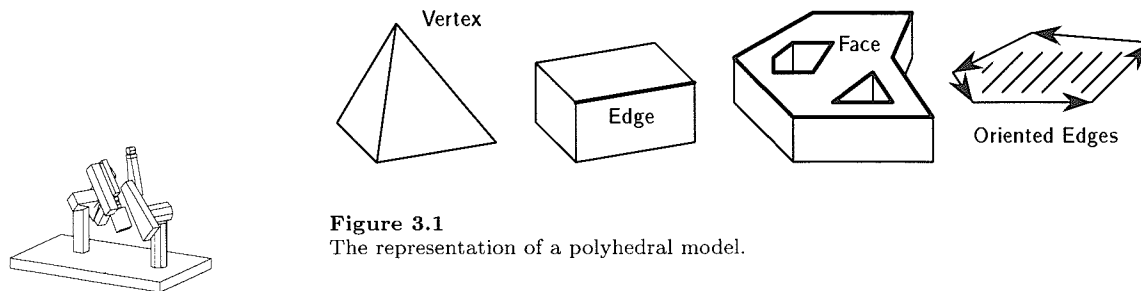 Vertex
Edge
Face
Oriented Edges
Figure 3.1
The representation of a polyhedral model.